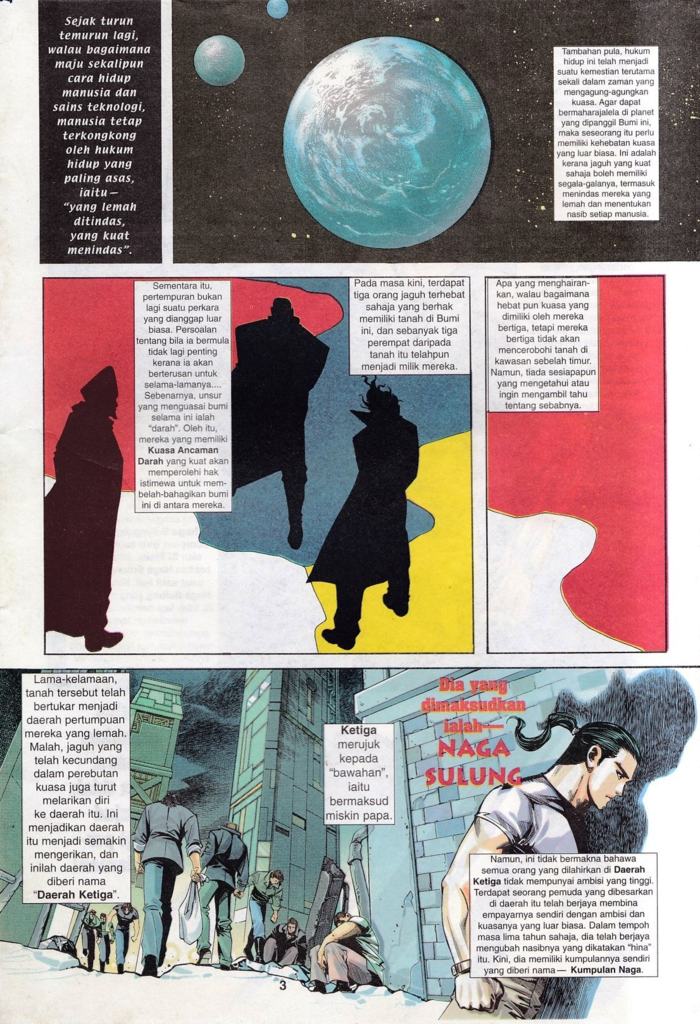 Sejak turun
temurun lagi,
walau bagaimana
maju sekalipun
cara hidup
manusia dan
sains teknologi,
manusia tetap
terkongkong
oleh hukum
hidup yang
paling asas,
iaitu—
“yang lemah
ditindas,
yang kuat
menindas”.
Tambahan pula, hukum
hidup ini telah menjadi
suatu kemestian terutama
sekali dalam zaman yang
mengagung-agungkan
kuasa. Agar dapat
bermaharajalela di planet
yang dipanggil Bumi ini,
maka seseorang itu perlu
memiliki kehebatan kuasa
yang luar biasa. Ini adalah
kerana jaguh yang kuat
sahaja boleh memiliki
segala-galanya, termasuk
menindas mereka yang
lemah dan menentukan
nasib setiap manusia.
Sementara itu,
pertempuran bukan
lagi suatu perkara
yang dianggap luar
biasa. Persoalan
tentang bila ia bermula
tidak lagi penting
kerana ia akan
berterusan untuk
selama-lamanya....
Sebenarnya, unsur
yang menguasai bumi
selama ini ialah
“darah”. Oleh itu,
mereka yang memiliki
Kuasa Ancaman
Darah yang kuat akan
memperolehi hak
istimewa untuk mem-
belah-bahagikan bumi
ini di antara mereka.
Pada masa kini, terdapat
tiga orang jaguh terhebat
sahaja yang berhak
memiliki tanah di Bumi
ini, dan sebanyak tiga
perempat daripada
tanah itu telahpun
menjadi milik mereka.
Apa yang menghairan-
kan, walau bagaimana
hebat pun kuasa yang
dimiliki oleh mereka
bertiga, tetapi mereka
bertiga tidak akan
mencerobohi tanah di
kawasan sebelah timur.
Namun, tiada sesiapapun
yang mengetahui atau
ingin mengambil tahu
tentang sebabnya.
Lama-kelamaan,
tanah tersebut telah
bertukar menjadi
daerah pertumpuan
mereka yang lemah.
Malah, jaguh yang
telah kecundang
dalam perebutan
kuasa juga turut
melarikan diri
ke daerah itu. Ini
menjadikan daerah
itu menjadi semakin
mengerikan, dan
inilah daerah yang
diberi nama
“Daerah Ketiga”.
Ketiga
merujuk
kepada
“bawahan”,
iaitu
bermaksud
miskin papa.
Dia yang
dimaksudkan
ialah—
NAGA
SULUNG
Namun, ini tidak bermakna bahawa
semua orang yang dilahirkan di Daerah
Ketiga tidak mempunyai ambisi yang tinggi.
Terdapat seorang pemuda yang dibesarkan
di daerah itu telah berjaya membina
empayarnya sendiri dengan ambisi dan
kuasanya yang luar biasa. Dalam tempoh
masa lima tahun sahaja, dia telah berjaya
mengubah nasibnya yang dikatakan “hina”
itu. Kini, dia memiliki kumpulannya sendiri
yang diberi nama— Kumpulan Naga.
3